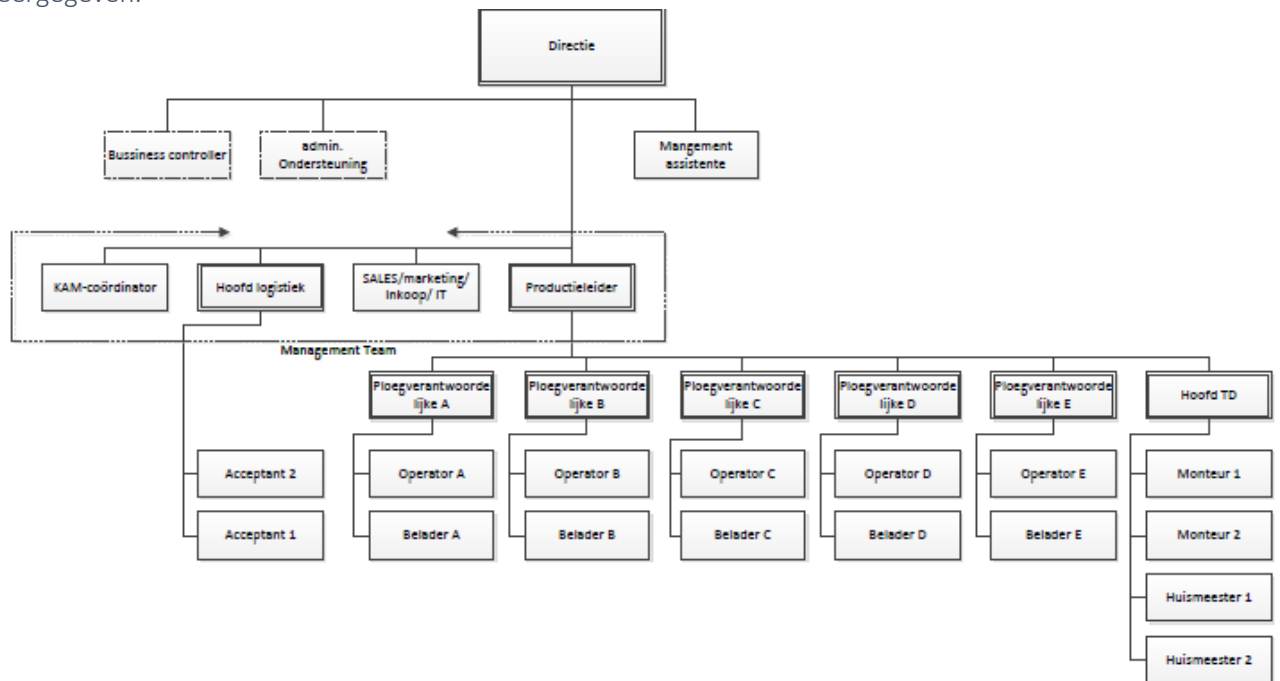 eergegeven.
Directie
Bussiness controller
admin.
Ondersteuning
Mangement
assistente
KAM-coördinator
Hoofd logistiek
SALES/marketing/
Inkoop/ IT
Productieleider
Management Team
Ploegverantwoorde
lijke A
Ploegverantwoorde
lijke B
Ploegverantwoorde
lijke C
Ploegverantwoorde
lijke D
Ploegverantwoorde
lijke E
Hoofd TD
Acceptant 2
Operator A
Operator B
Operator C
Operator D
Operator E
Monteur 1
Acceptant 1
Belader A
Belader B
Belader C
Belader D
Belader E
Monteur 2
Huismeester 1
Huismeester 2